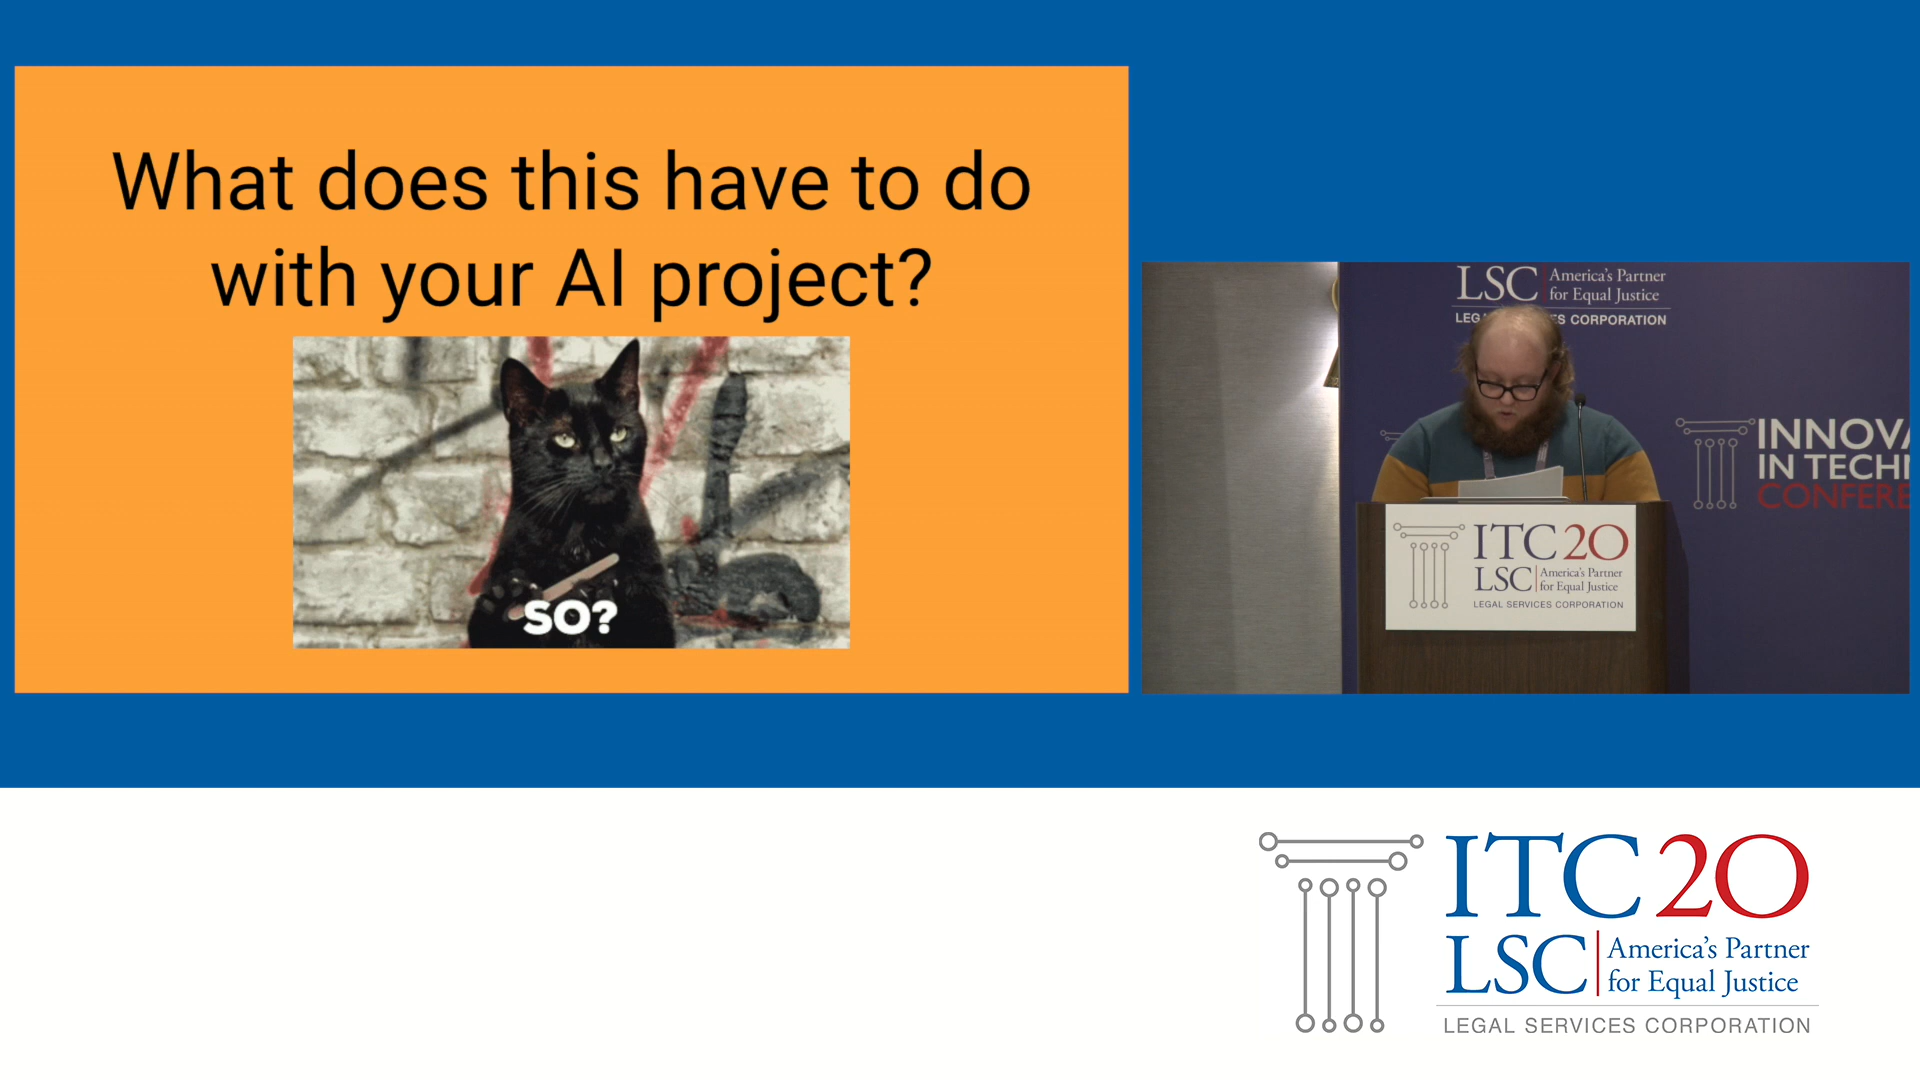 What does this have to do
with your AI project?
SO?
LSC America's Partner
for Equal Justice
LEGAL SERVICES CORPORATION
IN TECH
ITC 20
LSC America's Partner
for Equal Justice
LEGAL SERVICES CORPORATION
ITC 20
LSC America's Partner
for Equal Justice
LEGAL SERVICES CORPORATION